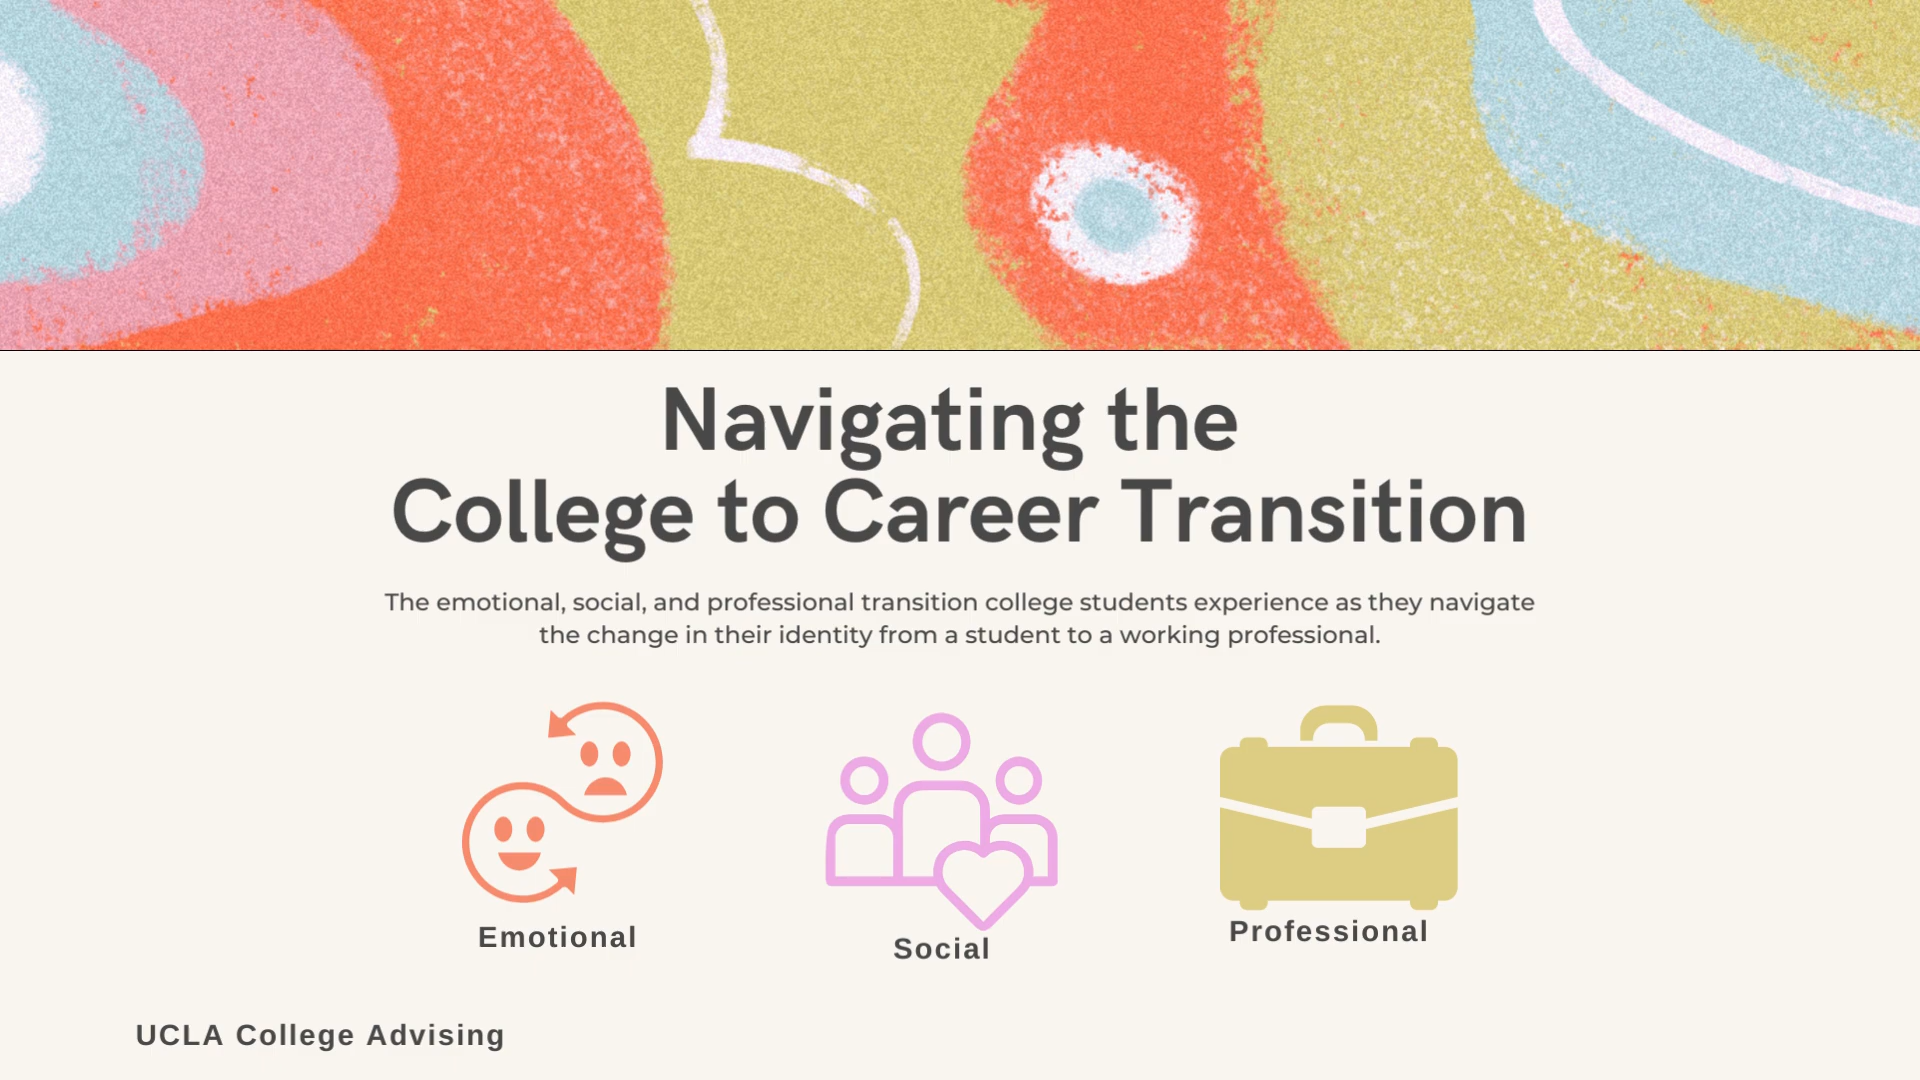 Navigating the
College to Career Transition
The emotional, social, and professional transition college students experience as they navigate
the change in their identity from a student to a working professional.
Emotional
Social
Professional
UCLA College Advising